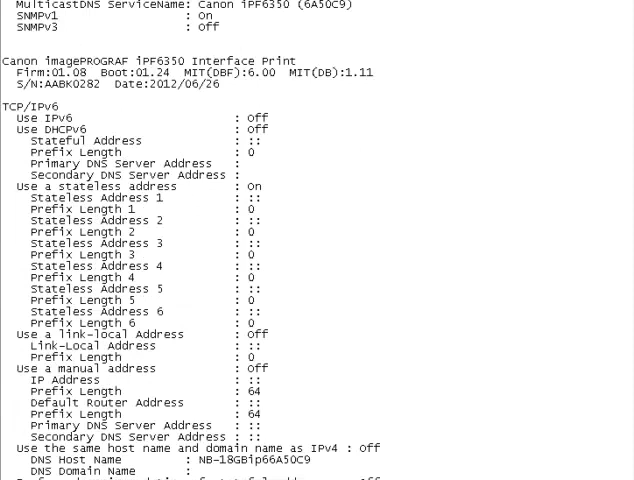 MulticastDNS ServiceName: Canon iPF6350 (6A50C9)
SNMPv1 : On
SNMPv3 : Off
Canon imagePROGRAF iPF6350 Interface Print
Firm:01.08 Boot:01.24 MIT(DBF):6.00 MIT(DB):1.11
S/N:AABK0282 Date:2012/06/26
TCP/IPv6
Use IPv6 : Off
Use DHCPv6 : Off
Stateful Address : ::
Prefix Length : 0
Primary DNS Server Address :
Secondary DNS Server Address :
Use a stateless address : On
Stateless Address 1 : ::
Prefix Length 1 : 0
Stateless Address 2 : ::
Prefix Length 2 : 0
Stateless Address 3 : ::
Prefix Length 3 : 0
Stateless Address 4 : ::
Prefix Length 4 : 0
Stateless Address 5 : ::
Prefix Length 5 : 0
Stateless Address 6 : ::
Prefix Length 6 : 0
Use a link-local Address : Off
Link-Local Address : ::
Prefix Length : 0
Use a manual address : Off
IP Address : ::
Prefix Length : 64
Default Router Address : ::
Prefix Length : 64
Primary DNS Server Address : ::
Secondary DNS Server Address : ::
Use the same host name and domain name as IPv4 : Off
DNS Host Name : NB-18GBip66A50C9
DNS Domain Name :